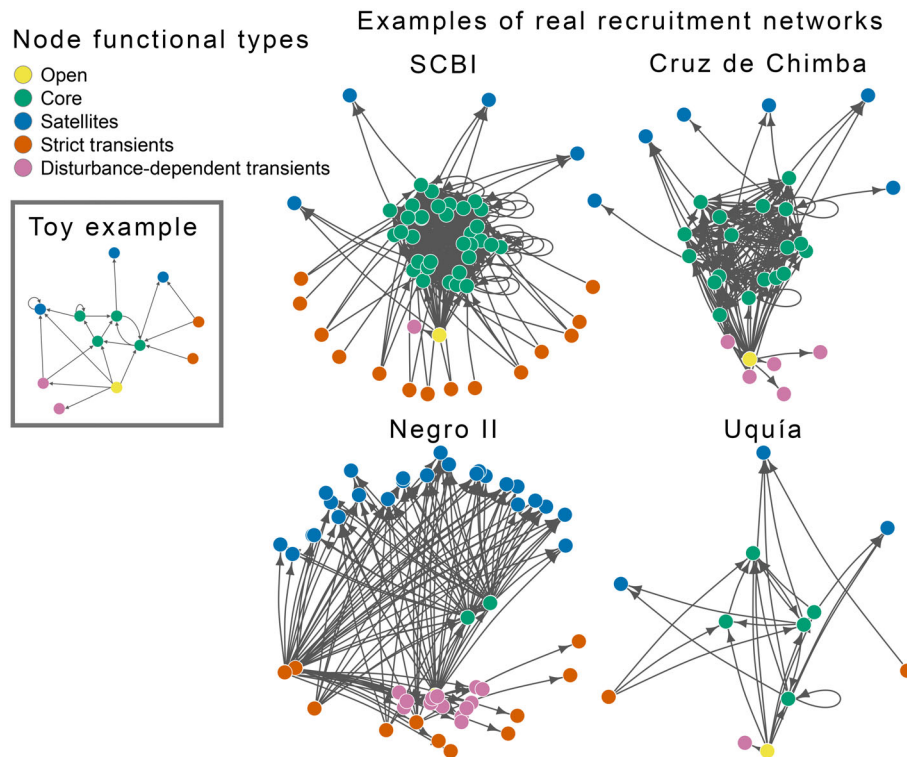 Examples of real recruitment networks
Node functional types
Open
Core
Satellites
Strict transients
Disturbance-dependent transients
SCBI
Cruz de Chimba
Toy example
Negro II
Uquía